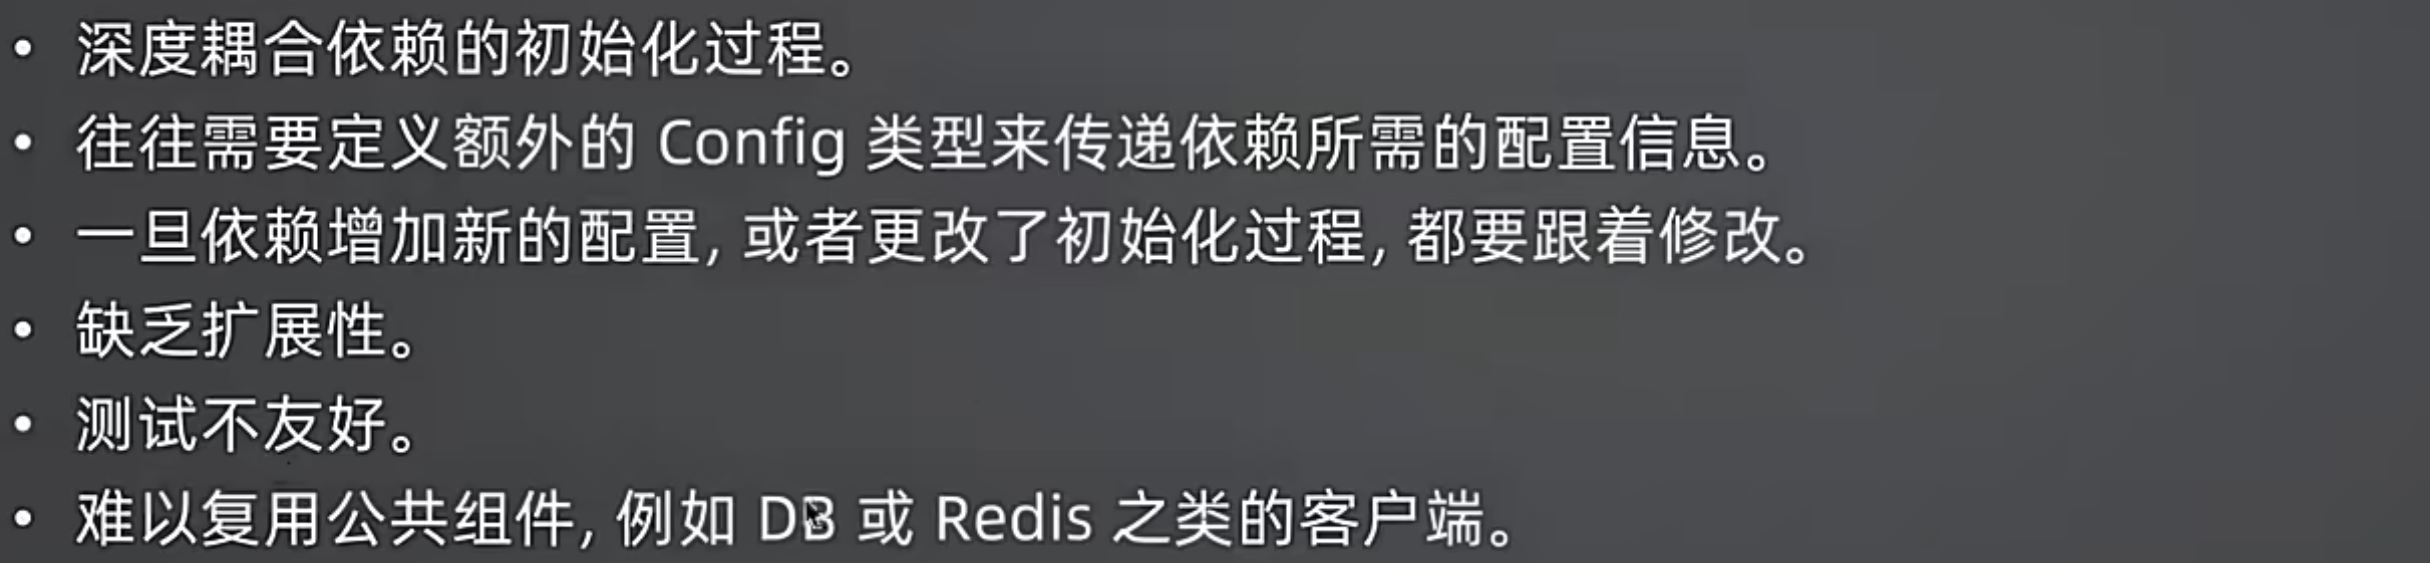 • 深度耦合依赖的初始化过程。
• 往往需要定义额外的 Config 类型来传递依赖所需的配置信息。
• 一旦依赖增加新的配置, 或者更改了初始化过程, 都要跟着修改。
• 缺乏扩展性。
• 测试不友好。
• 难以复用公共组件, 例如 DB 或 Redis 之类的客户端。